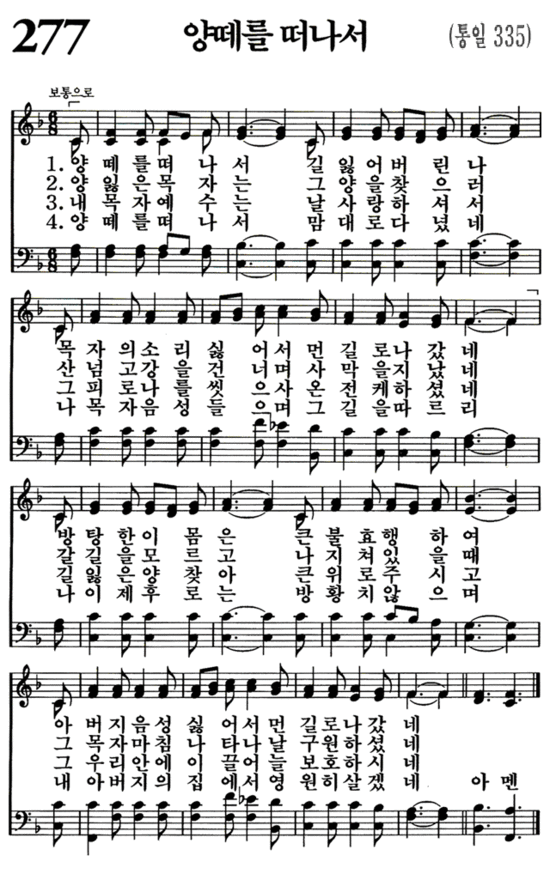 277 양떼를 떠나서 (통일 335)
보통으로
6/8
1. 양 떼 를 떠 나 서 길 잃 어 버 린 나
2. 양 잃 은 목 자 는 그 양 을 찾 으 러
3. 내 목 자 예 수 는 날 사 랑 하 셔 서
4. 양 떼 를 떠 나 서 맘 대 로 다 녔 네
6/8
목 자 의 소 리 싫 어 서 먼 길 로 나 갔 네
산 넘 고 강 을 건 너 며 사 막 을 지 났 네
그 피 로 나 를 씻 으 사 온 전 케 하 셨 네
나 목 자 음 성 들 으 며 그 길 을 따 르 리
방 탕 한 이 몸 은 큰 불 효 행 하 여
갈 길 을 모 르 고 나 지 쳐 있 을 때
길 잃 은 양 찾 아 큰 위 로 주 시 고
나 이 제 후 로 는 방 황 치 않 으 며
아 버 지 음 성 싫 어 서 먼 길 로 나 갔 네
그 목 자 마 침 나 타 나 날 구 원 하 셨 네
그 우 리 안 에 이 끌 어 늘 보 호 하 시 네
내 아 버 지 의 집 에 서 영 원 히 살 겠 네 아 멘